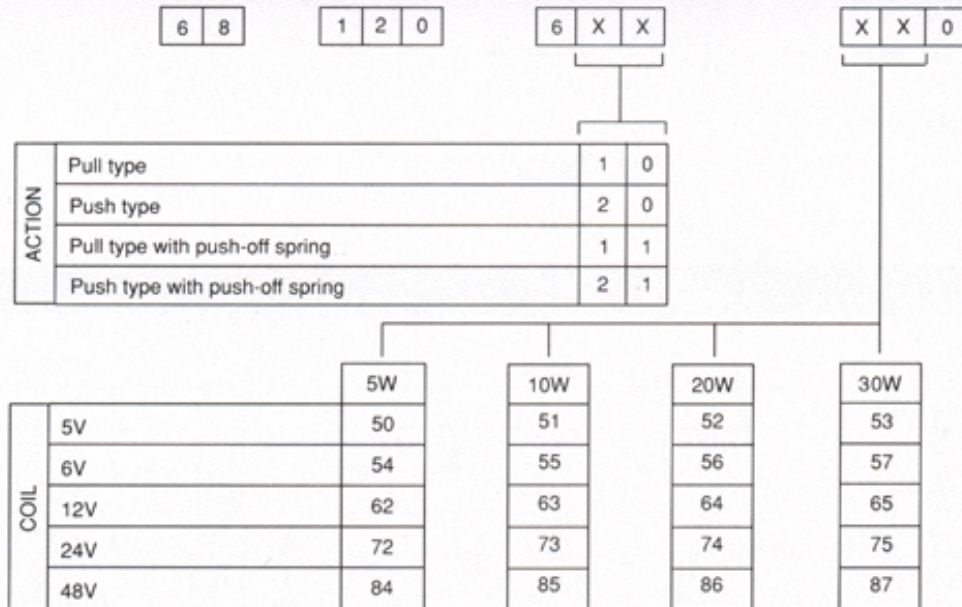 6 8 1 2 0 6 X X X X 0
ACTION
Pull type 1 0
Push type 2 0
Pull type with push-off spring 1 1
Push type with push-off spring 2 1
5W 10W 20W 30W
COIL
5V 50 51 52 53
6V 54 55 56 57
12V 62 63 64 65
24V 72 73 74 75
48V 84 85 86 87